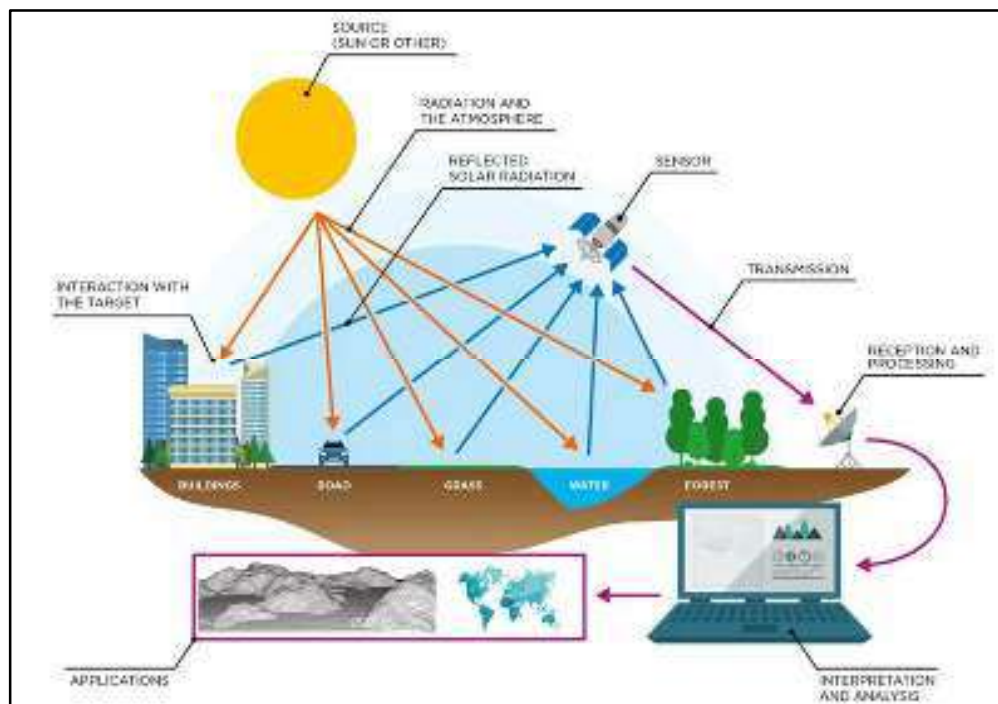 SOURCE
(SUN OR OTHER)
RADIATION AND
THE ATMOSPHERE
REFLECTED
SOLAR RADIATION
SENSOR
INTERACTION WITH
THE TARGET
TRANSMISSION
RECEPTION AND
PROCESSING
BUILDINGS
ROAD
GRASS
WATER
FOREST
APPLICATIONS
INTERPRETATION
AND ANALYSIS